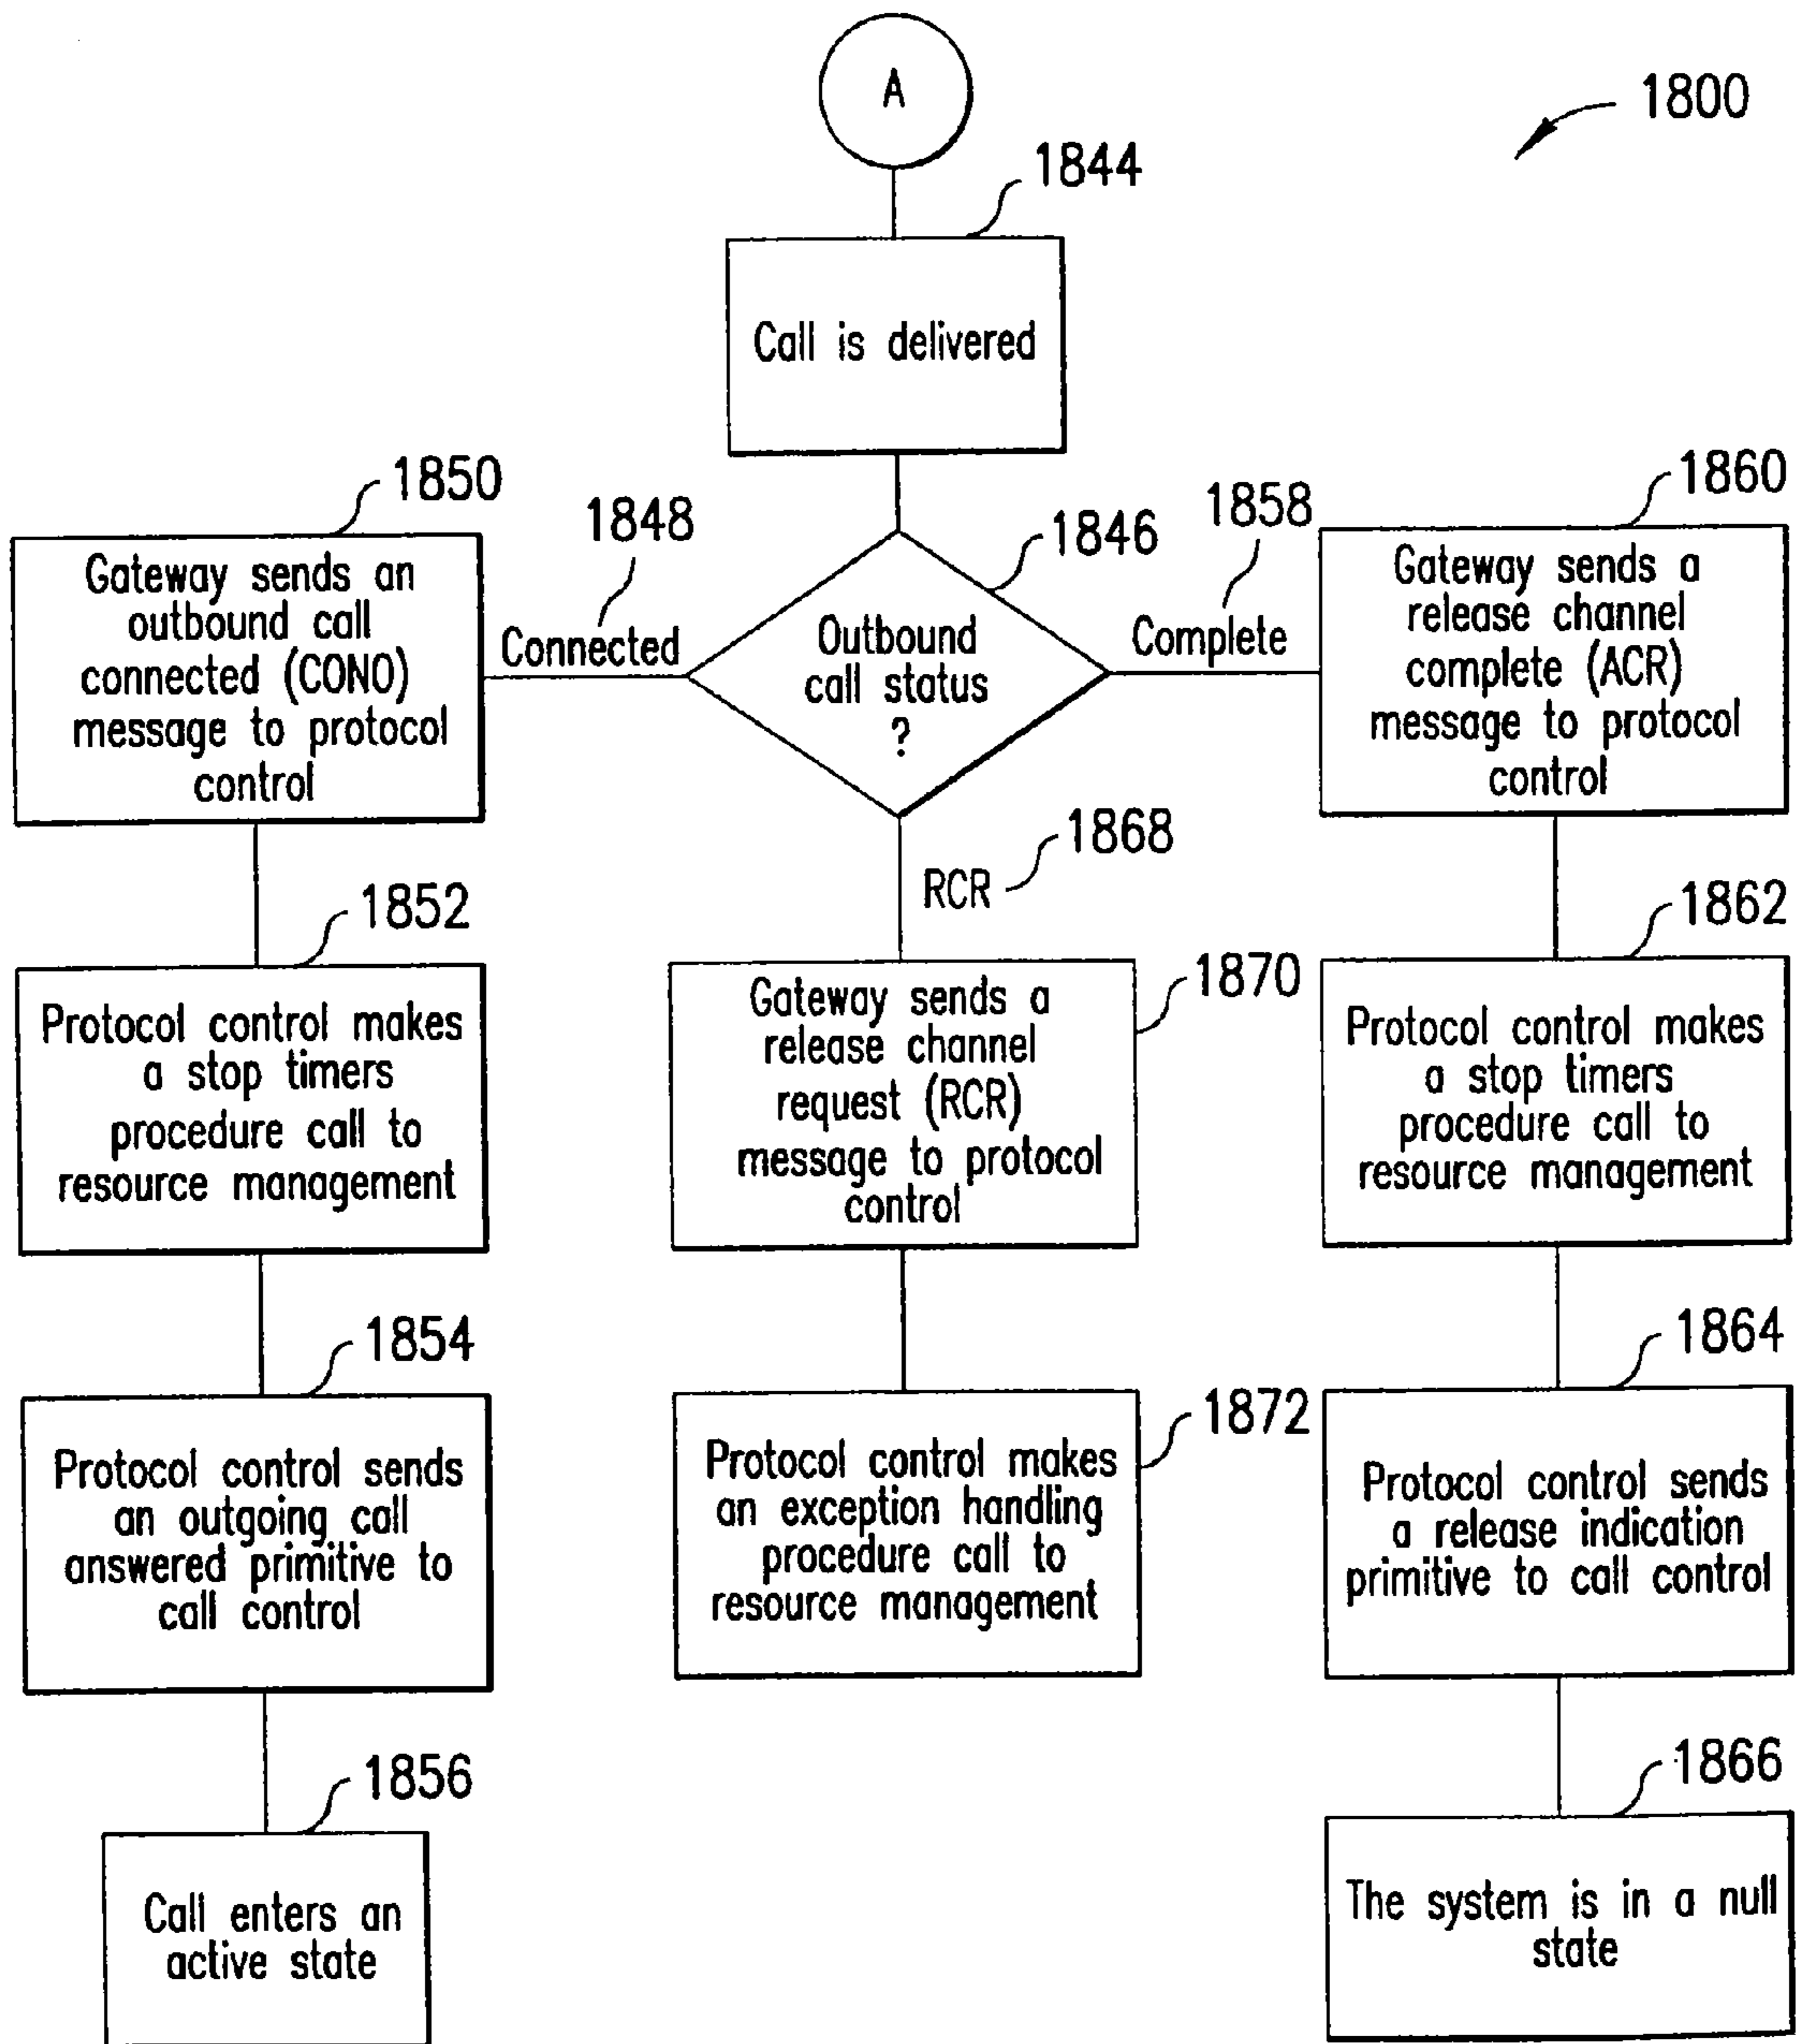 A
1800
1844
Call is delivered
1850
Gateway sends an
outbound call
connected (CONO)
message to protocol
control
1848
Connected
1846
Outbound
call status
?
1858
Complete
1860
Gateway sends a
release channel
complete (ACR)
message to protocol
control
1868
RCR
1852
Protocol control makes
a stop timers
procedure call to
resource management
1870
Gateway sends a
release channel
request (RCR)
message to protocol
control
1862
Protocol control makes
a stop timers
procedure call to
resource management
1854
Protocol control sends
an outgoing call
answered primitive to
call control
1872
Protocol control makes
an exception handling
procedure call to
resource management
1864
Protocol control sends
a release indication
primitive to call control
1856
Call enters an
active state
1866
The system is in a null
state